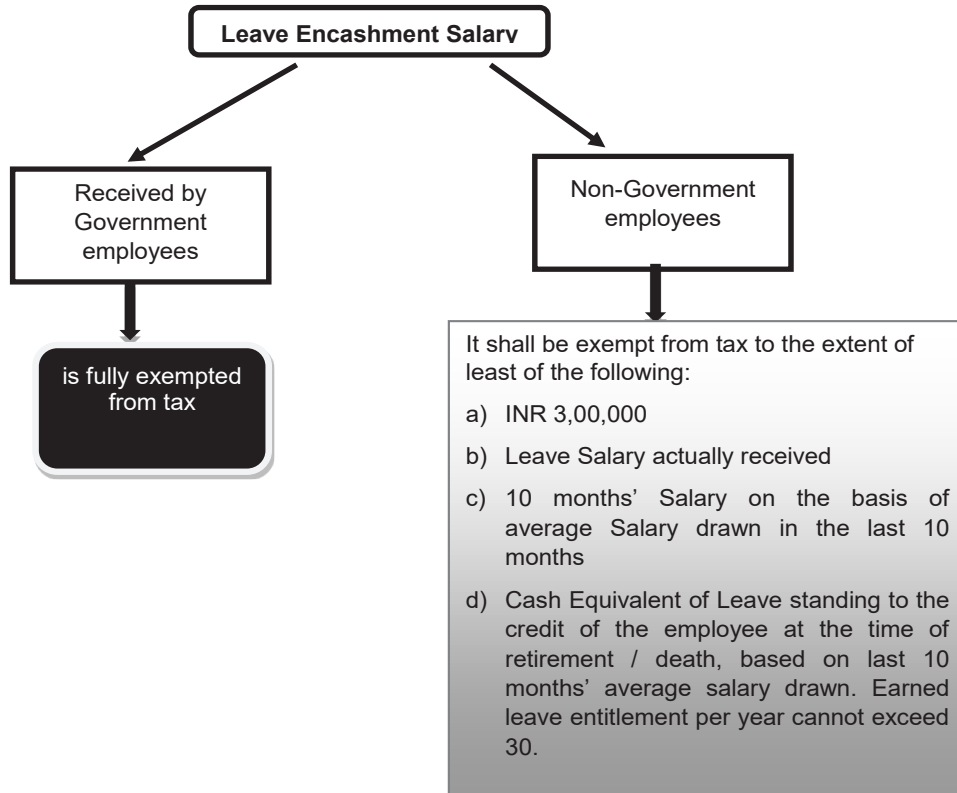 Leave Encashment Salary
Received by
Government
employees
Non-Government
employees
is fully exempted
from tax
It shall be exempt from tax to the extent of
least of the following:
a) INR 3,00,000
b) Leave Salary actually received
c) 10 months’ Salary on the basis of
average Salary drawn in the last 10
months
d) Cash Equivalent of Leave standing to the
credit of the employee at the time of
retirement / death, based on last 10
months’ average salary drawn. Earned
leave entitlement per year cannot exceed
30.